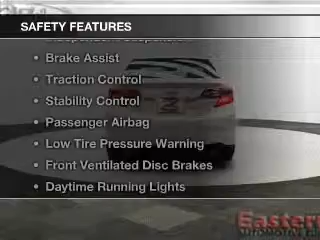 SAFETY FEATURES
Brake Assist
Traction Control
Stability Control
Passenger Airbag
Low Tire Pressure Warning
Front Ventilated Disc Brakes
Daytime Running Lights
Eastern